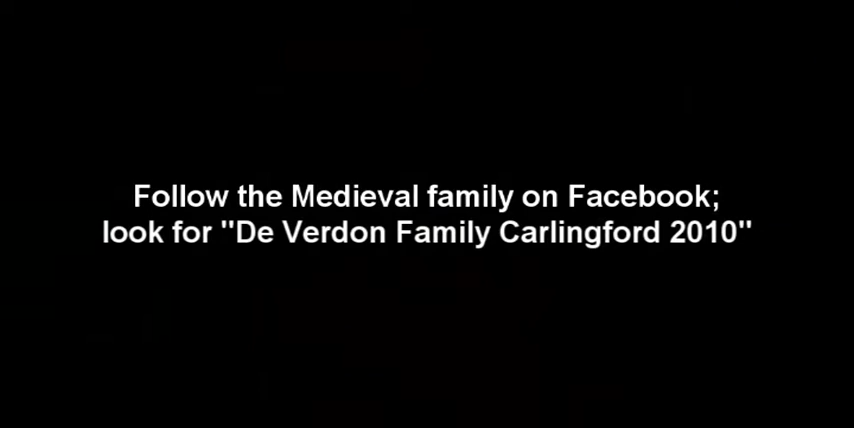 Follow the Medieval family on Facebook;
look for "De Verdon Family Carlingford 2010"